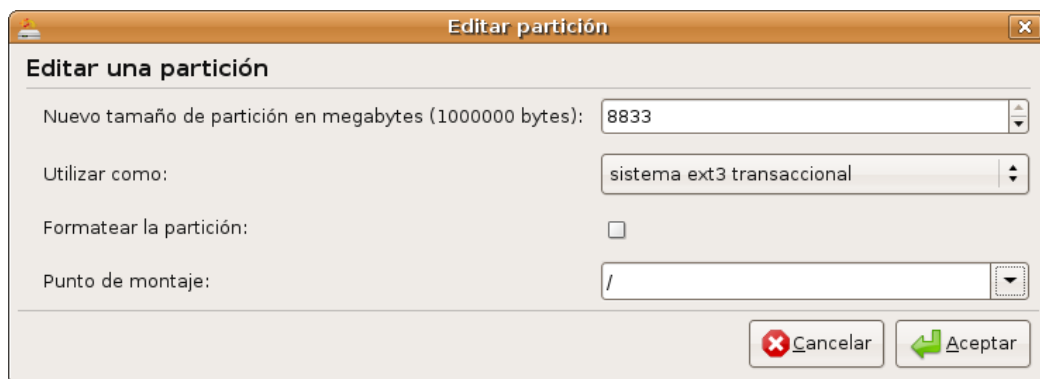 Editar partición
Editar una partición
Nuevo tamaño de partición en megabytes (1000000 bytes): 8833
Utilizar como: sistema ext3 transaccional
Formatear la partición:
Punto de montaje: /
Cancelar Aceptar